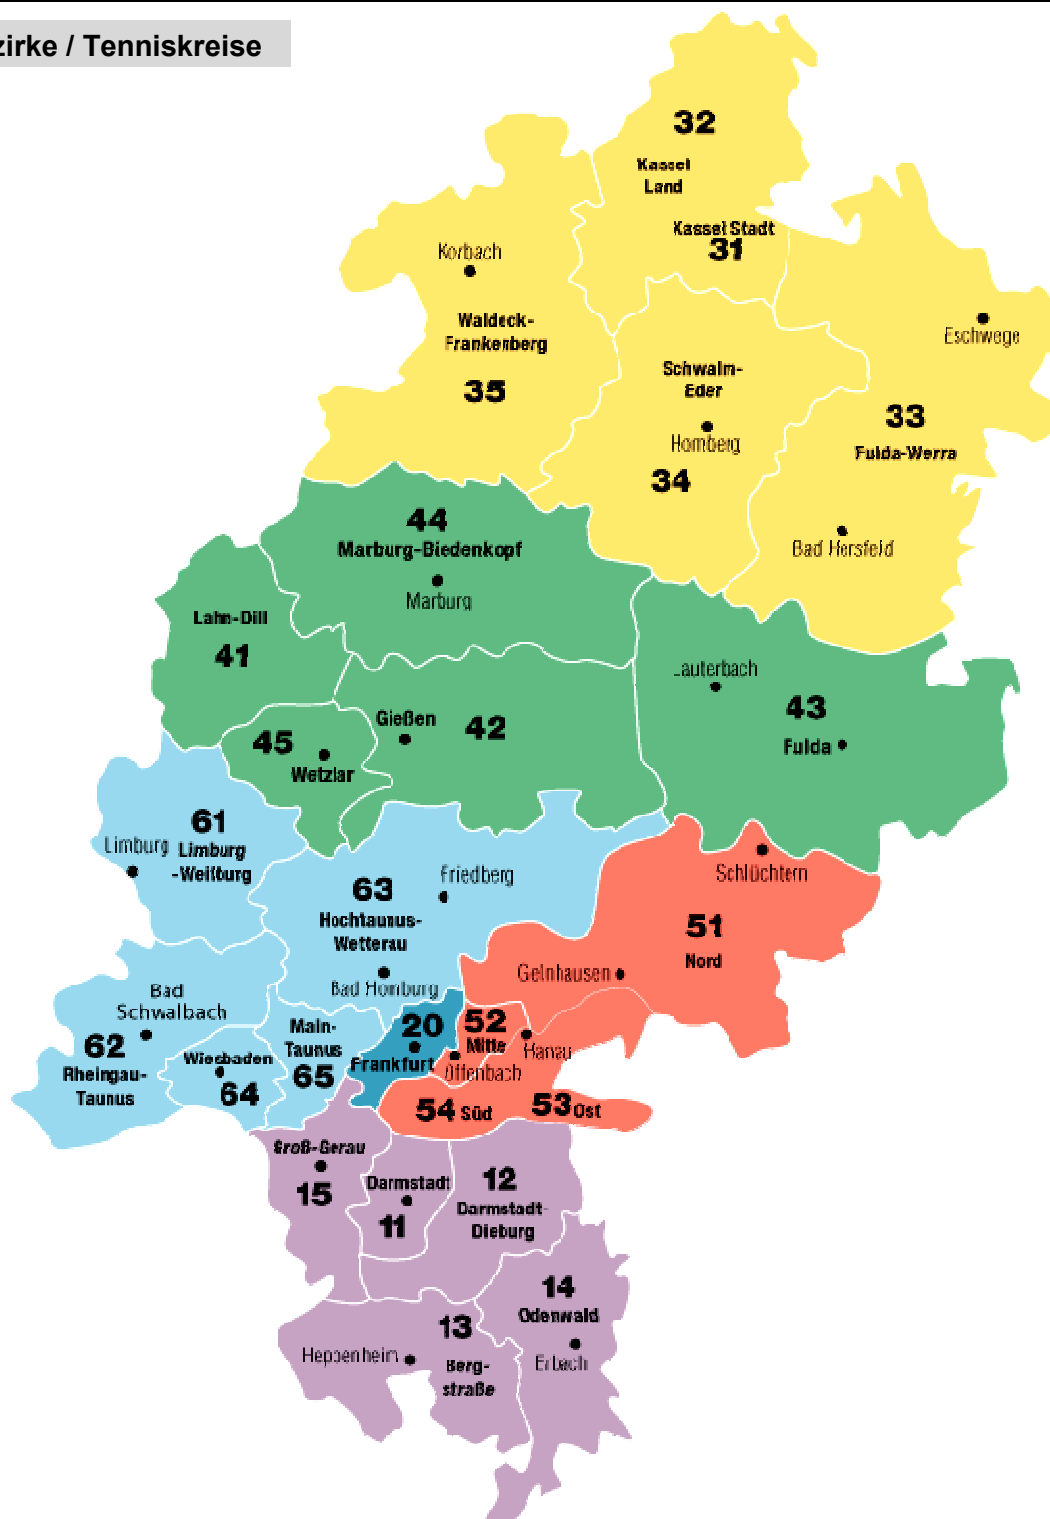 zirke / Tenniskreise
32
Kassel
Land
Kassel Stadt
31
Korbach
Waldeck-
Frankenberg
35
Eschwege
Schwalm-
Eder
Homberg
34
33
Fulda-Werra
Bad Hersfeld
44
Marburg-Biedenkopf
Marburg
Lahn-Dill
41
Lauterbach
43
Fulda
Gießen
42
45
Wetzlar
61
Limburg
Limburg
-Weilburg
Friedberg
63
Hochtaunus-
Wetterau
Bad Homburg
Schlüchtern
51
Nord
Gelnhausen
Bad
Schwalbach
62
Rheingau-
Taunus
Wiesbaden
64
Main-
Taunus
65
20
Frankfurt
52
Mitte
Offenbach
Hanau
54 Süd
53 Ost
Groß-Gerau
15
Darmstadt
11
12
Darmstadt-
Dieburg
14
Odenwald
Erbach
13
Heppenheim
Berg-
straße